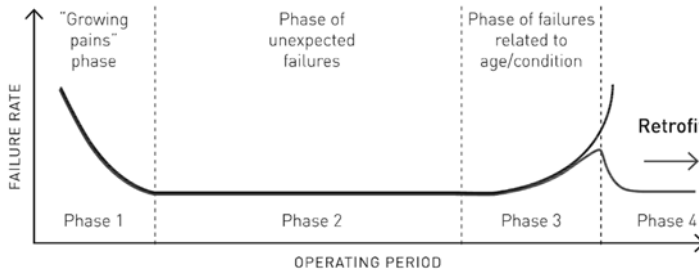 "Growing
pains"
phase
Phase of
unexpected
failures
Phase of failures
related to
age/condition
FAILURE RATE
Retrofi
Phase 1
Phase 2
Phase 3
Phase 4
OPERATING PERIOD